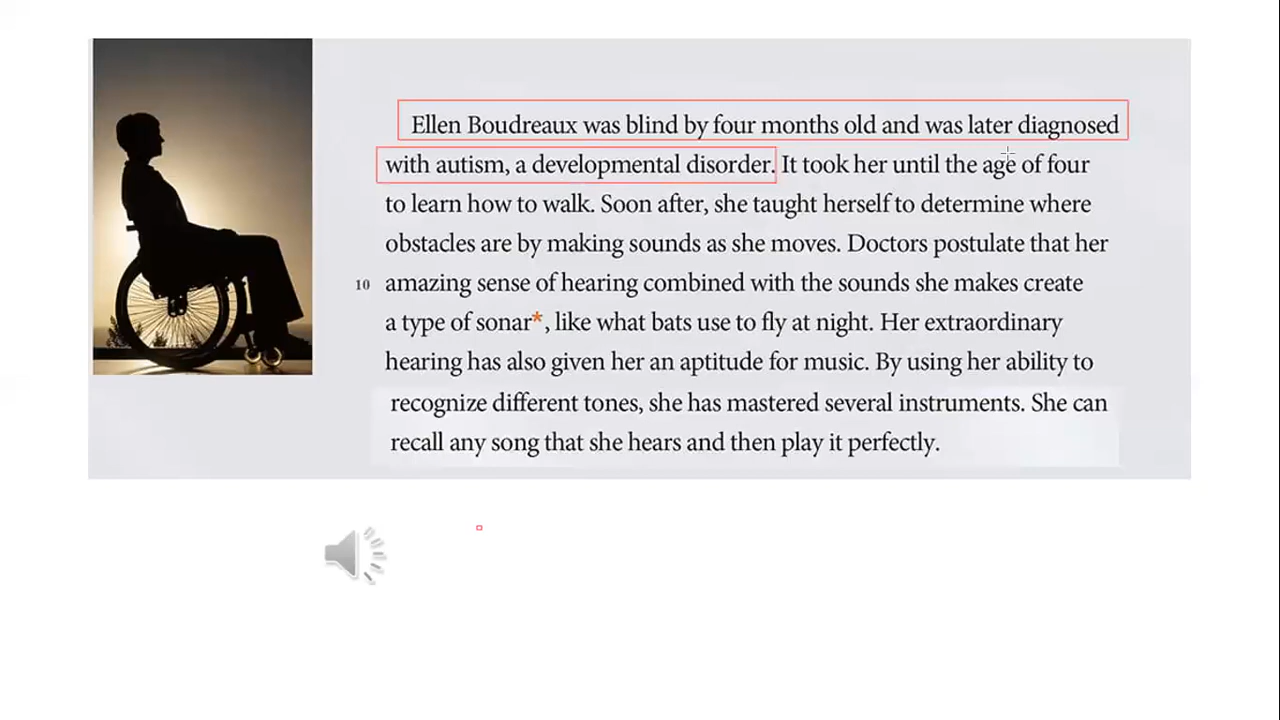 Ellen Boudreaux was blind by four months old and was later diagnosed
with autism, a developmental disorder. It took her until the age of four
to learn how to walk. Soon after, she taught herself to determine where
obstacles are by making sounds as she moves. Doctors postulate that her
10 amazing sense of hearing combined with the sounds she makes create
a type of sonar*, like what bats use to fly at night. Her extraordinary
hearing has also given her an aptitude for music. By using her ability to
recognize different tones, she has mastered several instruments. She can
recall any song that she hears and then play it perfectly.